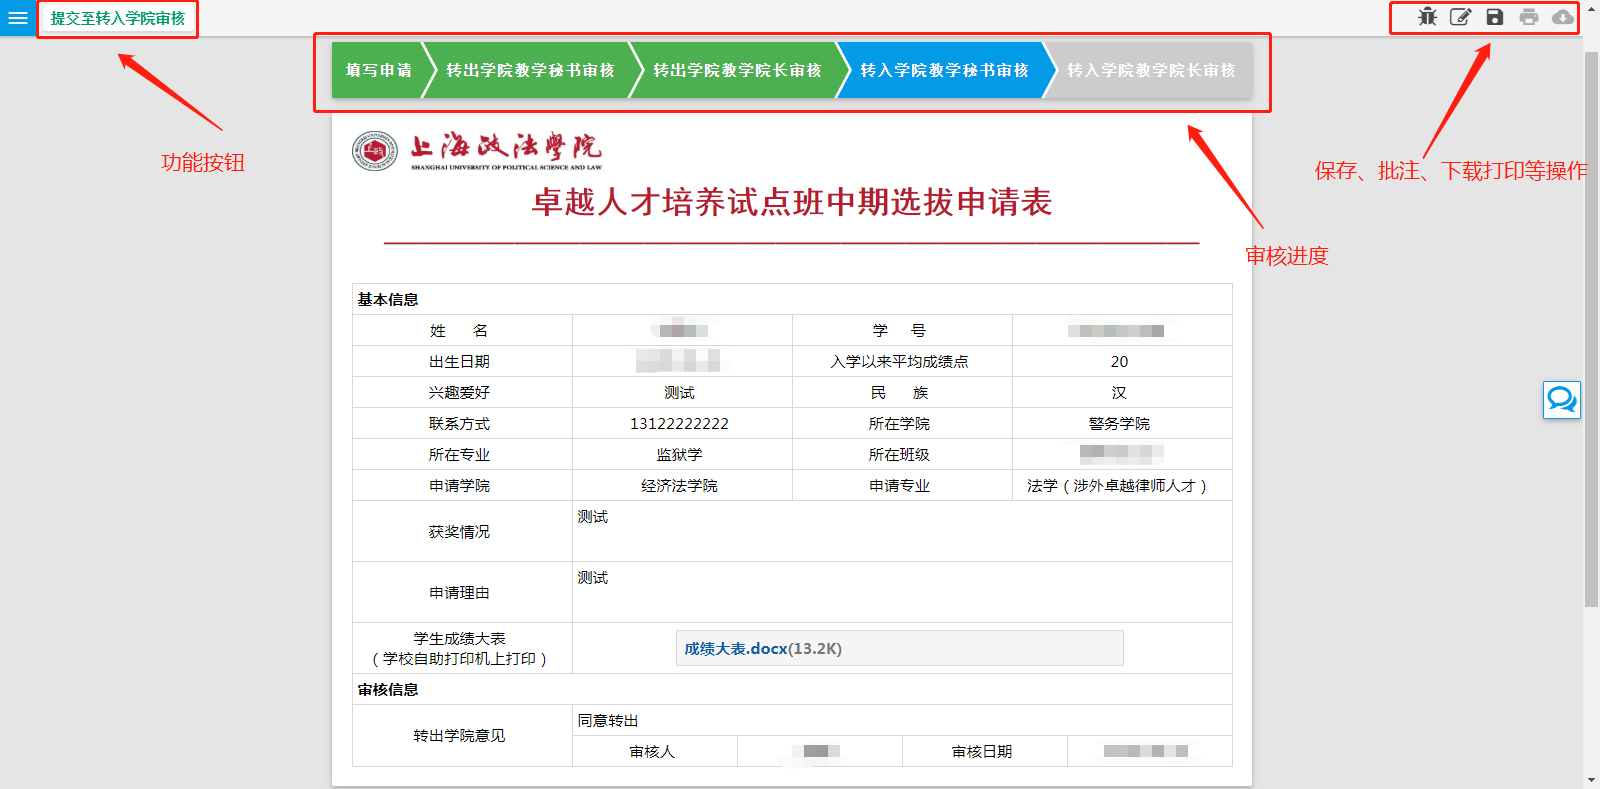 提交至转入学院审核
填写申请 转出学院教学秘书审核 转出学院教学院长审核 转入学院教学秘书审核 转入学院教学院长审核
功能按钮
保存、批注、下载打印等操作
审核进度
上海政法學院
SHANGHAI UNIVERSITY OF POLITICAL SCIENCE AND LAW
卓越人才培养试点班中期选拔申请表
基本信息
姓 名 学 号
出生日期 入学以来平均成绩点 20
兴趣爱好 测试 民 族 汉
联系方式 13122222222 所在学院 警务学院
所在专业 监狱学 所在班级
申请学院 经济法学院 申请专业 法学（涉外卓越律师人才）
获奖情况 测试
申请理由 测试
学生成绩大表
（学校自助打印机上打印） 成绩大表.docx(13.2K)
审核信息
转出学院意见 同意转出
审核人 审核日期